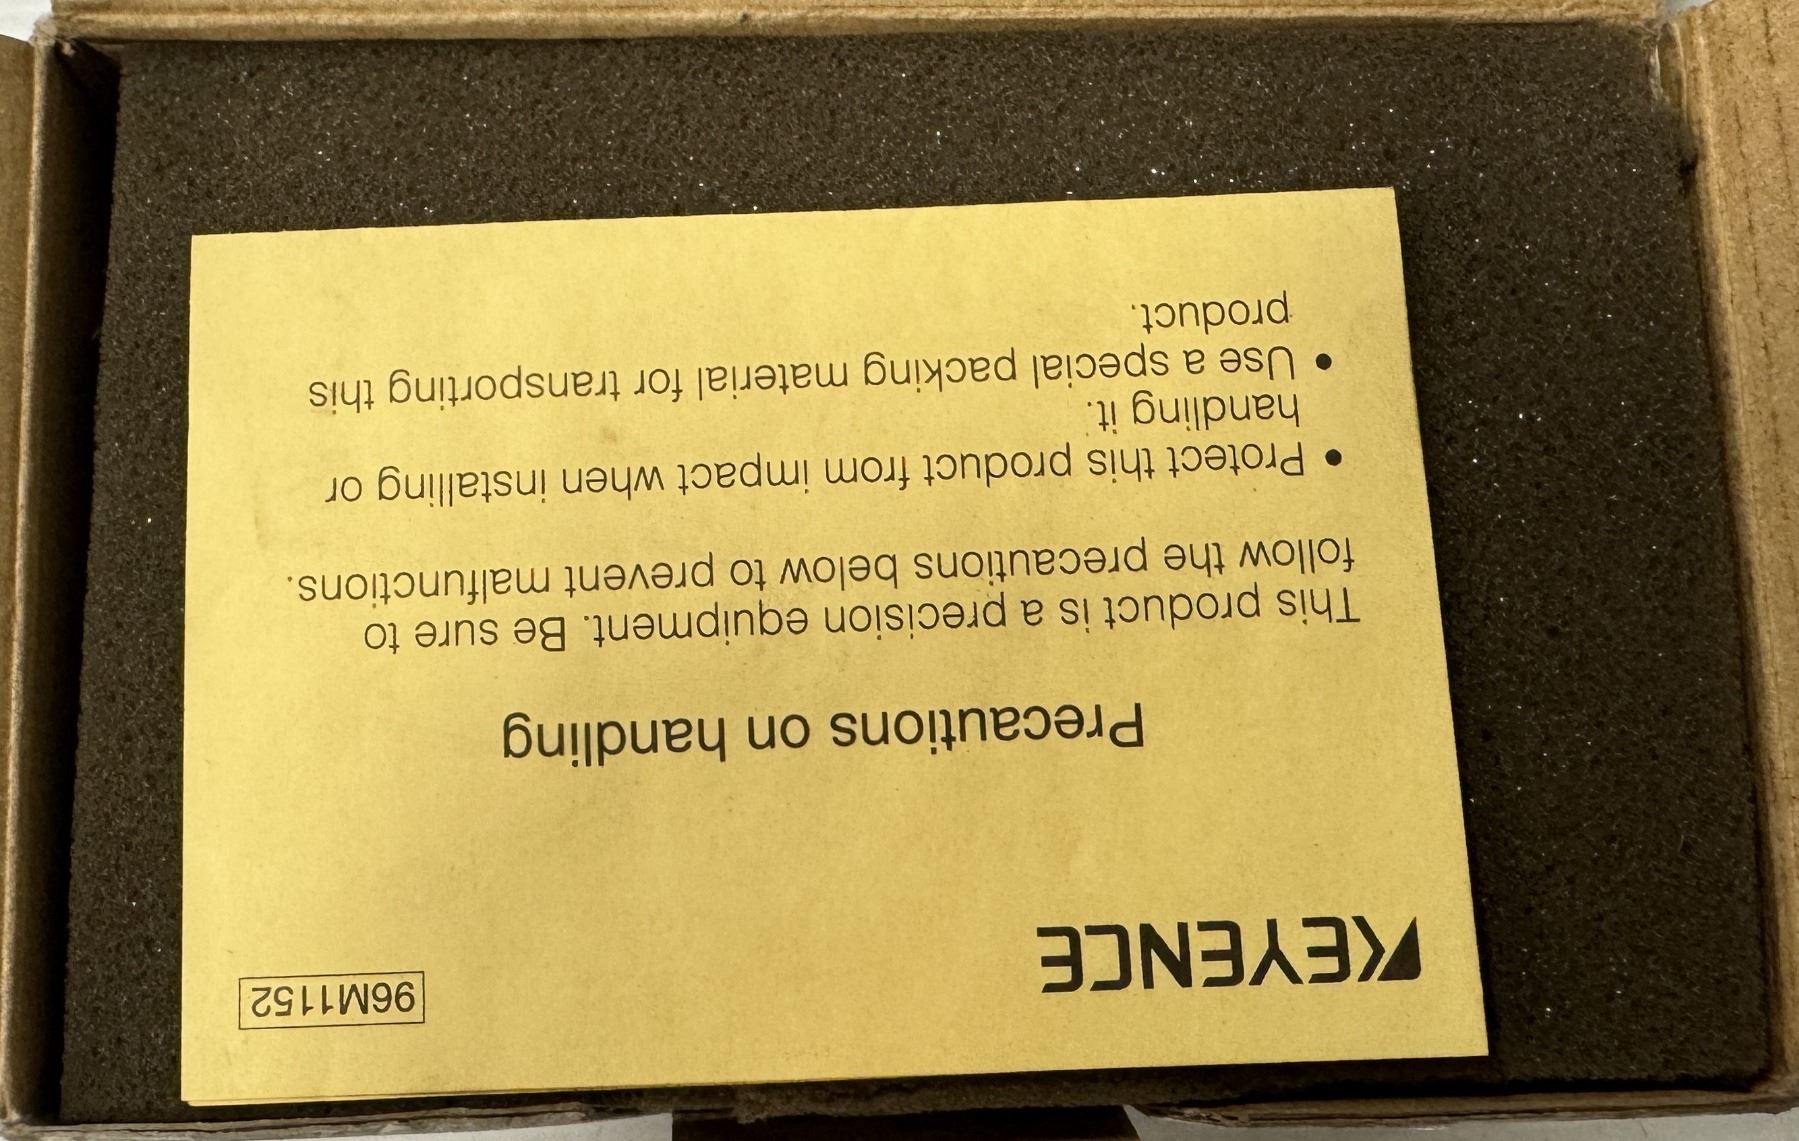 96M1152
KEYENCE
Precautions on handling
This product is a precision equipment. Be sure to
follow the precautions below to prevent malfunctions.
• Protect this product from impact when installing or
handling it.
• Use a special packing material for transporting this
product.